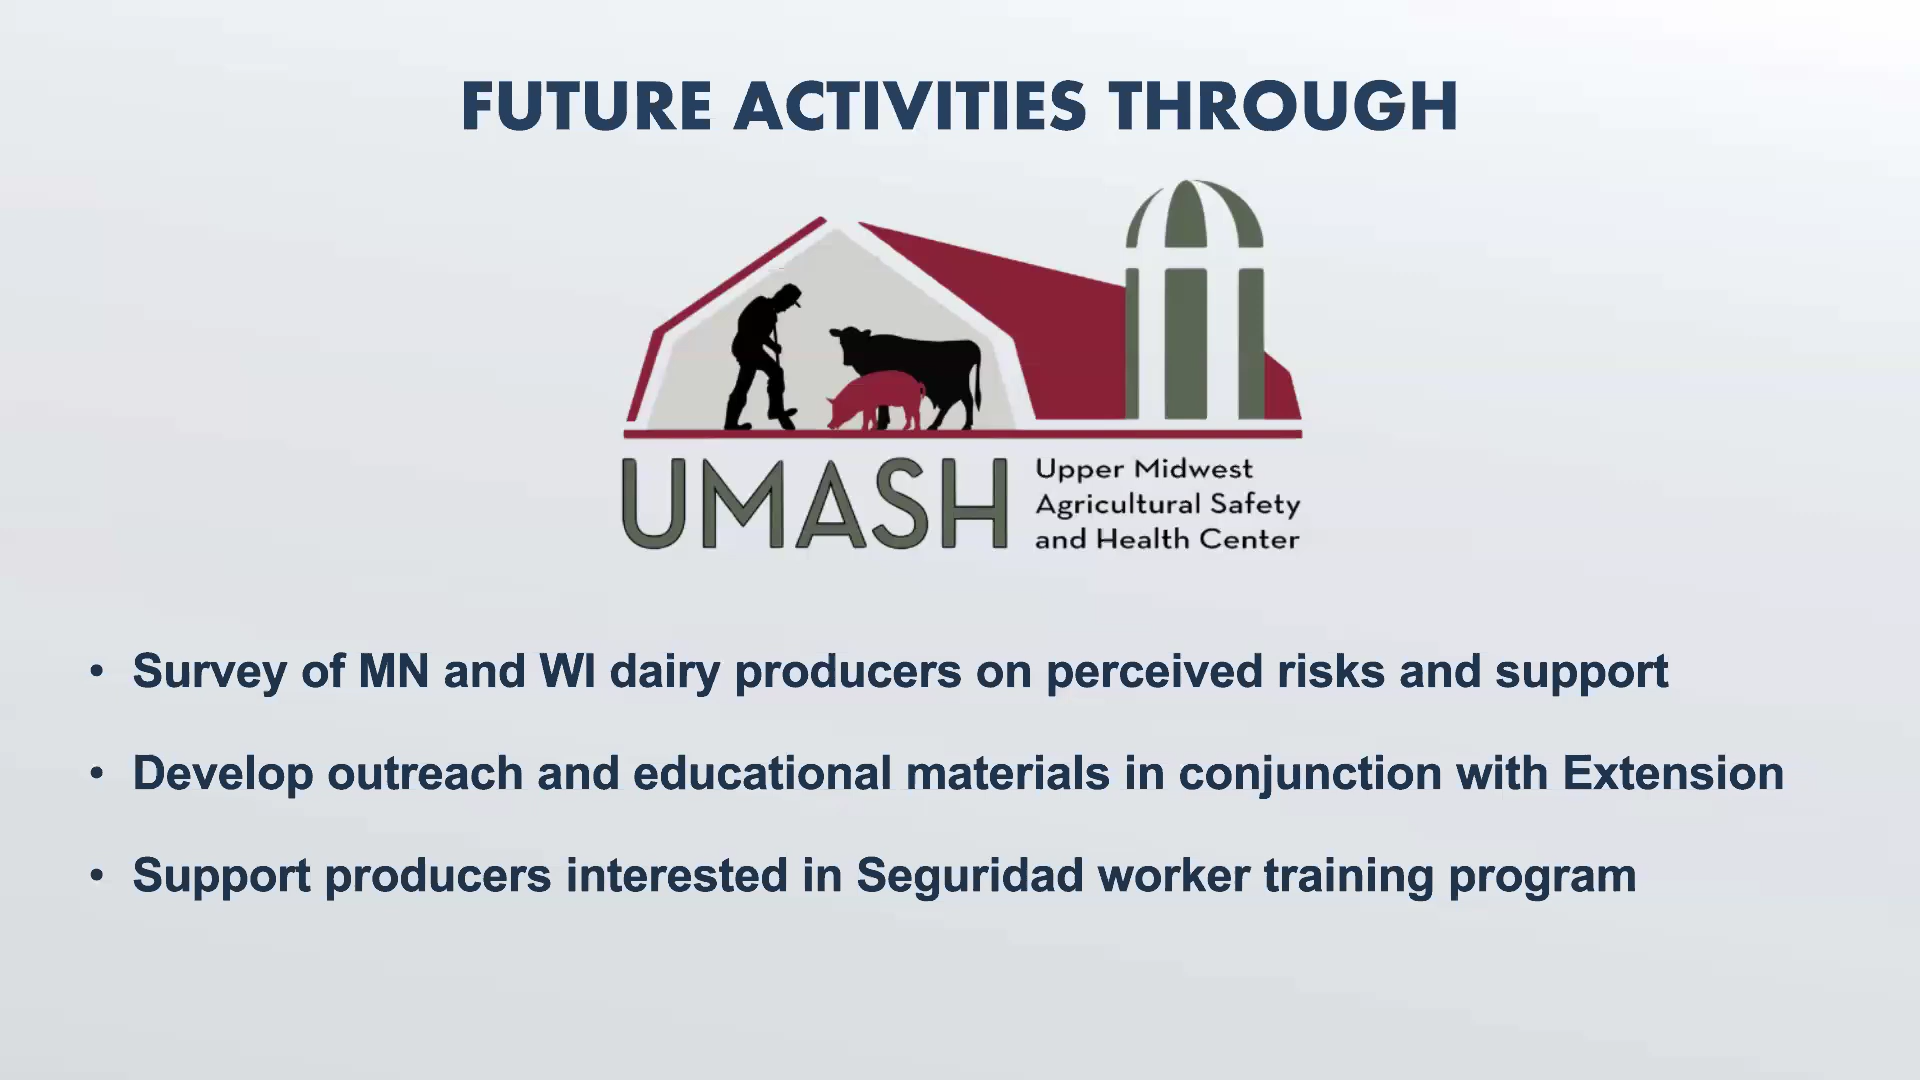 FUTURE ACTIVITIES THROUGH
UMASH
Upper Midwest
Agricultural Safety
and Health Center
• Survey of MN and WI dairy producers on perceived risks and support
• Develop outreach and educational materials in conjunction with Extension
• Support producers interested in Seguridad worker training program